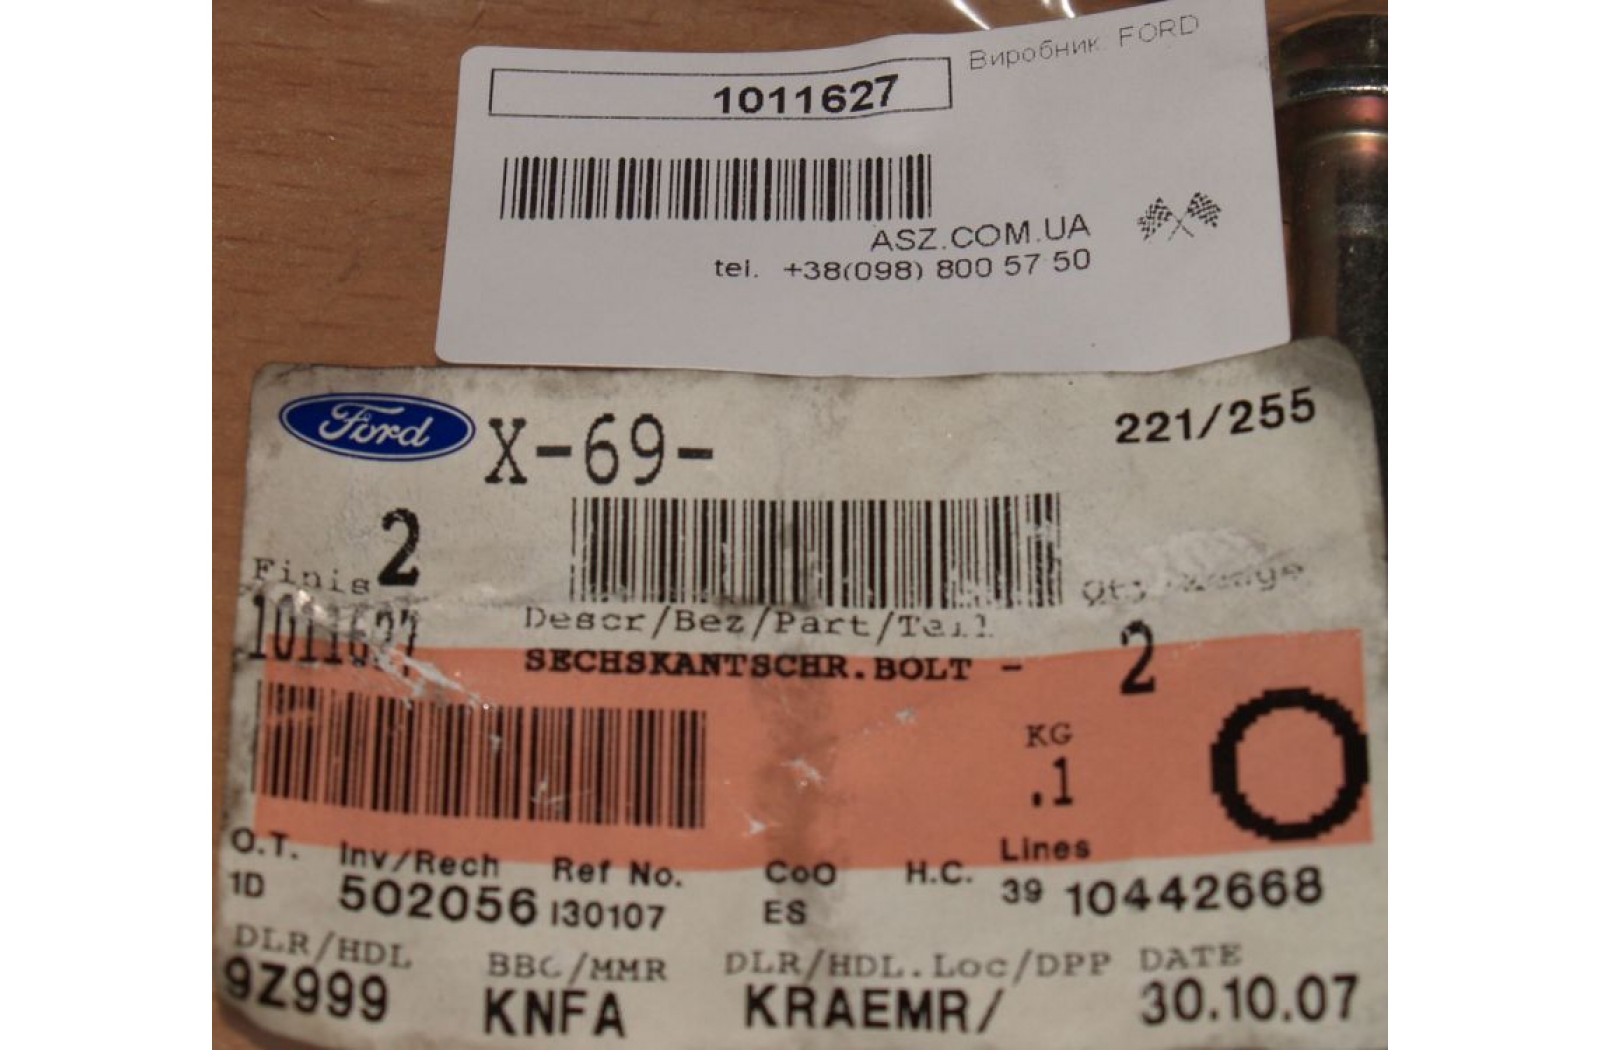 Виробник FORD
1011627
ASZ.COM.UA
tel. +38(098) 800 57 50
Ford X-69-
221/255
2
Finis
1011627
Descr/Bez/Part/Teil
SECHSKANTSCHR.BOLT -
2
KG
.1
O.T. Inv/Rech Ref No. CoO H.C. Lines
1D 502056 I30107 ES 39 10442668
DLR/HDL BBC/MMR DLR/HDL.Loc/DPP DATE
9Z999 KNFA KRAEMR/ 30.10.07